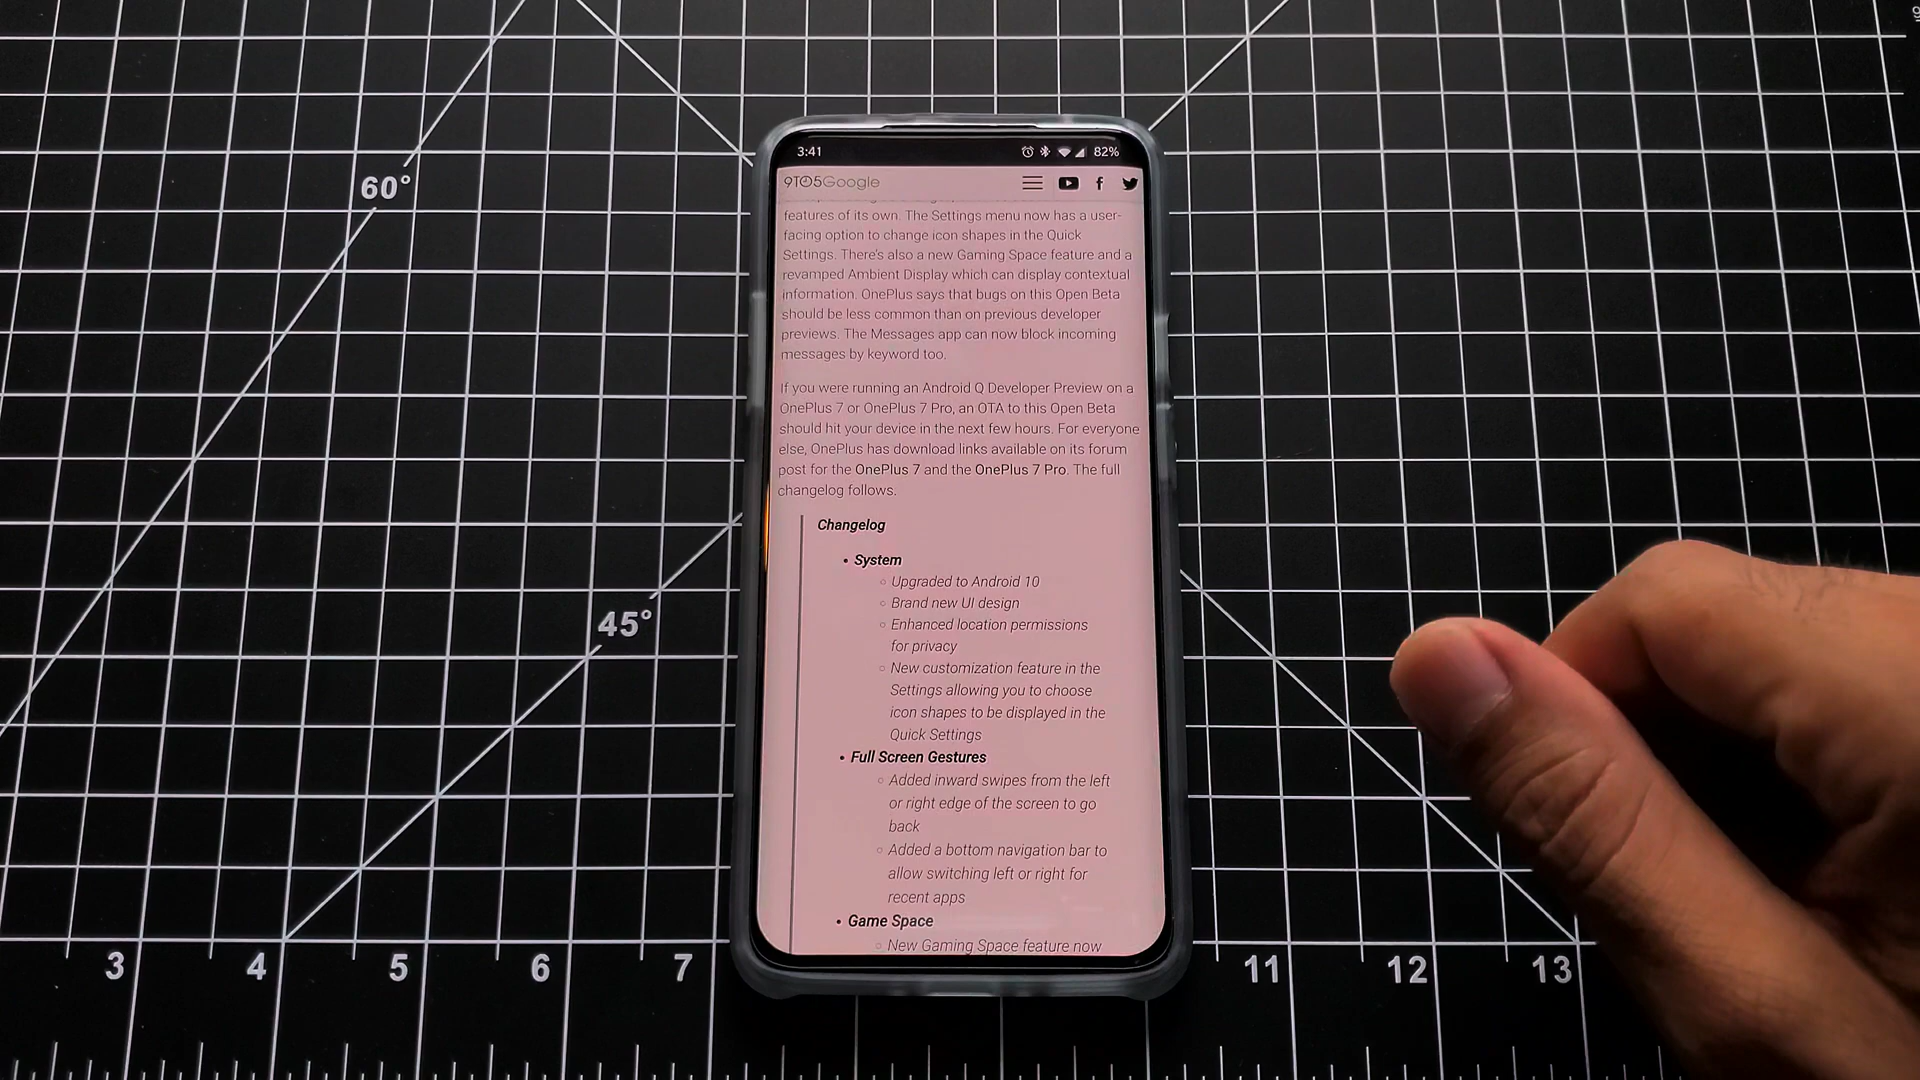 3:41
82%
9TO5Google
features of its own. The Settings menu now has a user-
facing option to change icon shapes in the Quick
Settings. There's also a new Gaming Space feature and a
revamped Ambient Display which can display contextual
information. OnePlus says that bugs on this Open Beta
should be less common than on previous developer
previews. The Messages app can now block incoming
messages by keyword too.
If you were running an Android Q Developer Preview on a
OnePlus 7 or OnePlus 7 Pro, an OTA to this Open Beta
should hit your device in the next few hours. For everyone
else, OnePlus has download links available on its forum
post for the OnePlus 7 and the OnePlus 7 Pro. The full
changelog follows.
Changelog
• System
◦ Upgraded to Android 10
◦ Brand new UI design
◦ Enhanced location permissions
for privacy
◦ New customization feature in the
Settings allowing you to choose
icon shapes to be displayed in the
Quick Settings
• Full Screen Gestures
◦ Added inward swipes from the left
or right edge of the screen to go
back
◦ Added a bottom navigation bar to
allow switching left or right for
recent apps
• Game Space
◦ New Gaming Space feature now
60°
45°
3 4 5 6 7 11 12 13